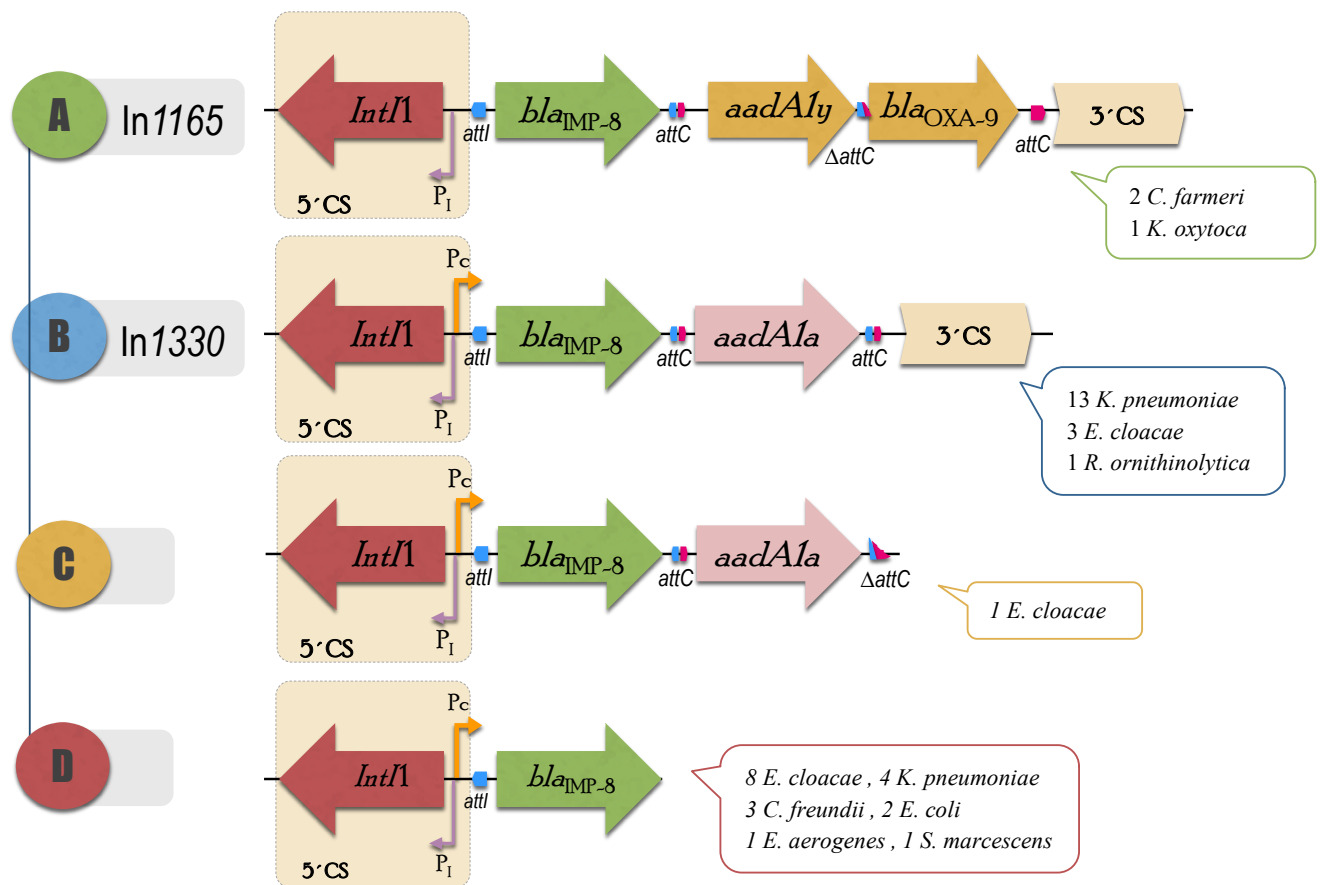 A In1165 IntI1 blaIMP-8 aadA1y blaOXA-9 3´CS
attI attC ΔattC attC
PI
5´CS
2 C. farmeri
1 K. oxytoca
Pc
B In1330 IntI1 blaIMP-8 aadA1a 3´CS
attI attC attC
PI
5´CS
13 K. pneumoniae
3 E. cloacae
1 R. ornithinolytica
Pc
C IntI1 blaIMP-8 aadA1a
attI attC ΔattC
1 E. cloacae
PI
5´CS
Pc
D IntI1 blaIMP-8
attI
8 E. cloacae , 4 K. pneumoniae
3 C. freundii , 2 E. coli
1 E. aerogenes , 1 S. marcescens
PI
5´CS